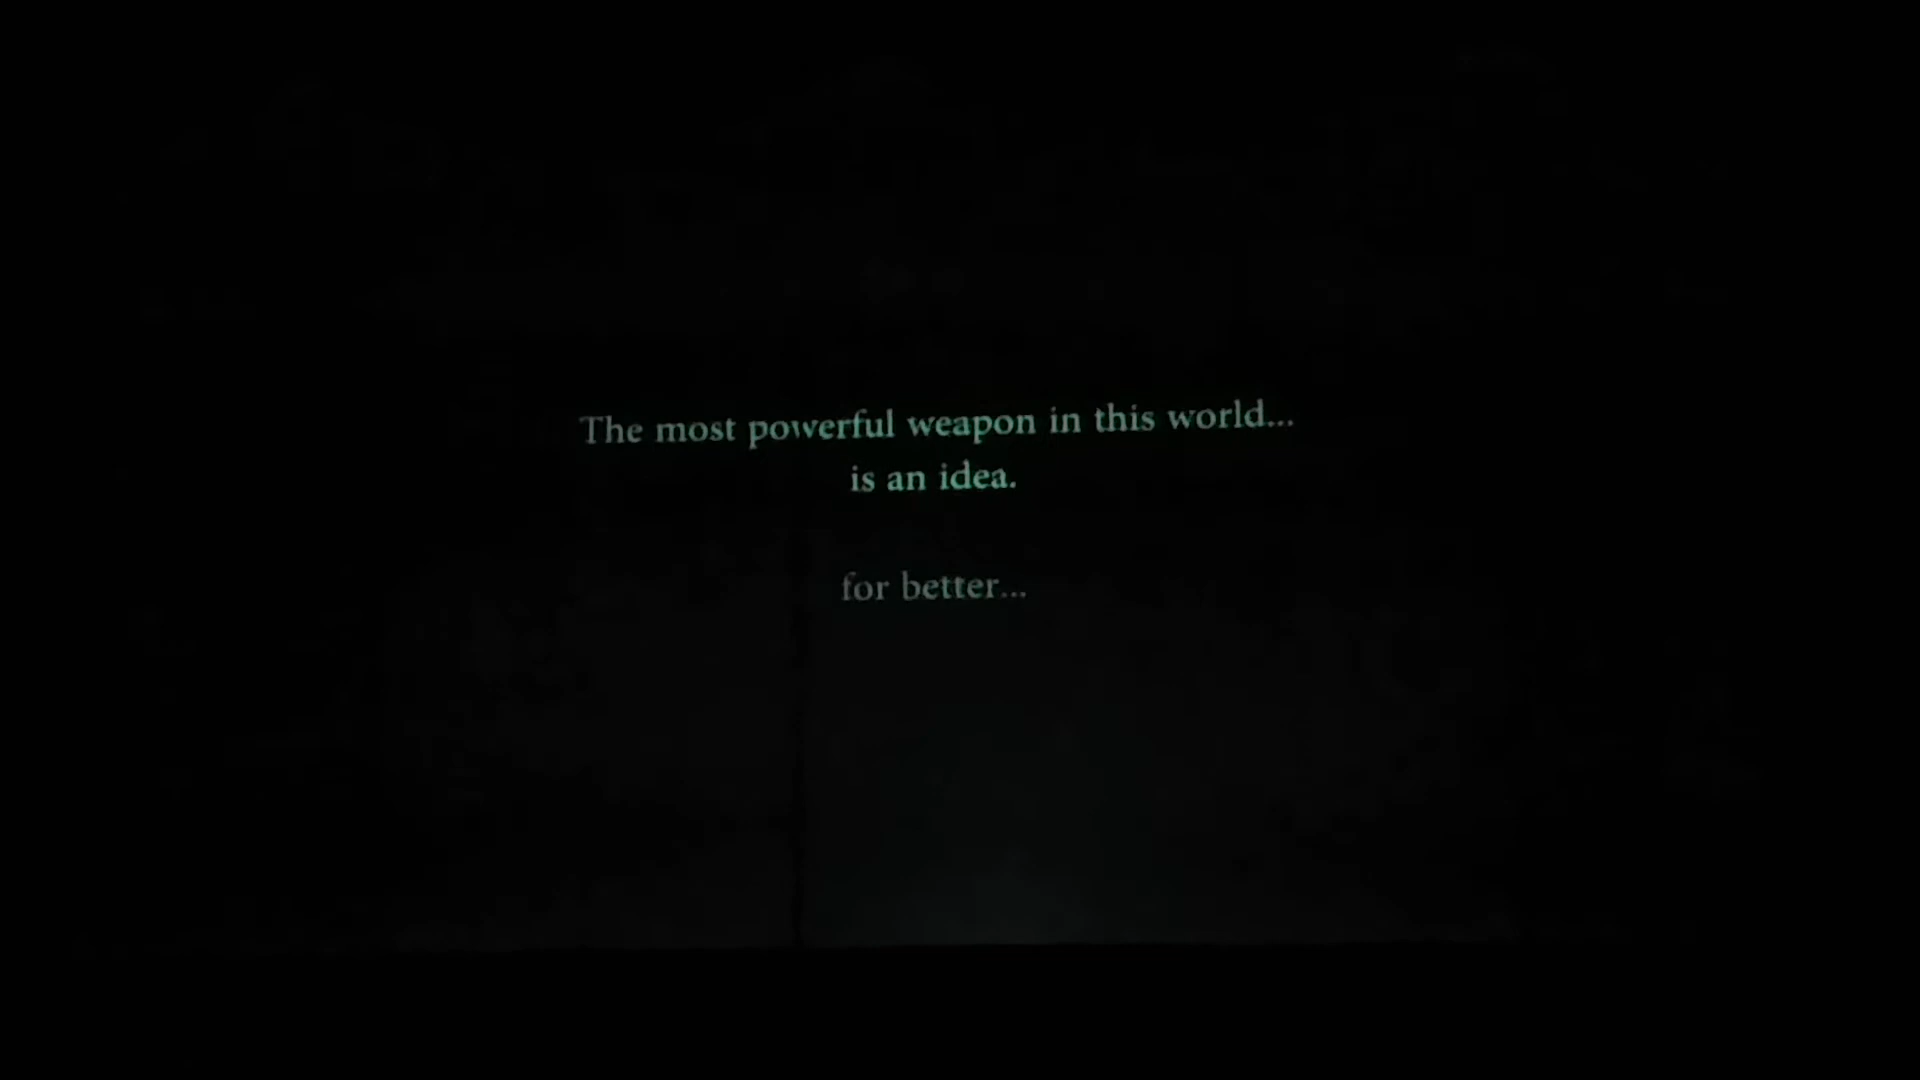 The most powerful weapon in this world...
is an idea.
for better...